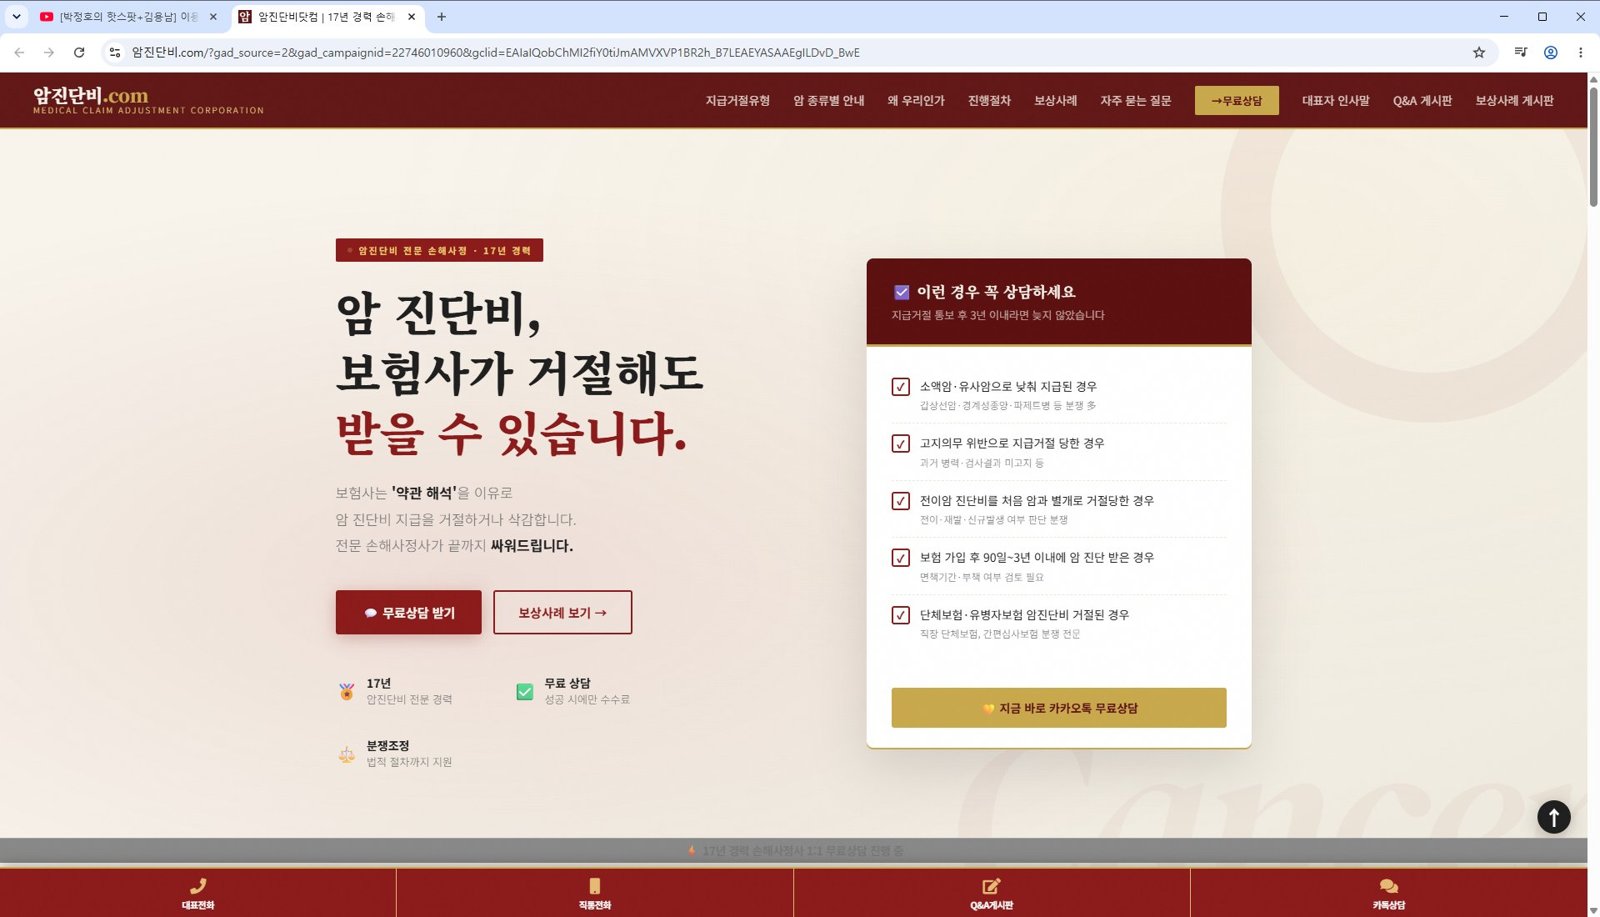 [박정호의 핫스팟+김용남] 이용
암진단비닷컴 | 17년 경력 손해
암진단비.com/?gad_source=2&gad_campaignid=22746010960&gclid=EAIaIQobChMI2fiY0tiJmAMVXVP1BR2h_B7LEAEYASAAEgILDvD_BwE
암진단비.com
MEDICAL CLAIM ADJUSTMENT CORPORATION
지급거절유형 암 종류별 안내 왜 우리인가 진행절차 보상사례 자주 묻는 질문 →무료상담 대표자 인사말 Q&A 게시판 보상사례 게시판
암진단비 전문 손해사정 · 17년 경력
암 진단비,
보험사가 거절해도
받을 수 있습니다.
보험사는 '약관 해석'을 이유로
암 진단비 지급을 거절하거나 삭감합니다.
전문 손해사정사가 끝까지 싸워드립니다.
무료상담 받기
보상사례 보기 →
17년
암진단비 전문 경력
무료 상담
성공 시에만 수수료
분쟁조정
법적 절차까지 지원
이런 경우 꼭 상담하세요
지급거절 통보 후 3년 이내라면 늦지 않았습니다
소액암·유사암으로 낮춰 지급된 경우
갑상선암·경계성종양·파제트병 등 분쟁 多
고지의무 위반으로 지급거절 당한 경우
과거 병력·검사결과 미고지 등
전이암 진단비를 처음 암과 별개로 거절당한 경우
전이·재발·신규발생 여부 판단 분쟁
보험 가입 후 90일~3년 이내에 암 진단 받은 경우
면책기간·부책 여부 검토 필요
단체보험·유병자보험 암진단비 거절된 경우
직장 단체보험, 간편심사보험 분쟁 전문
지금 바로 카카오톡 무료상담
Cancer
17년 경력 손해사정사 1:1 무료상담 진행 중
대표전화
직통전화
Q&A게시판
카톡상담